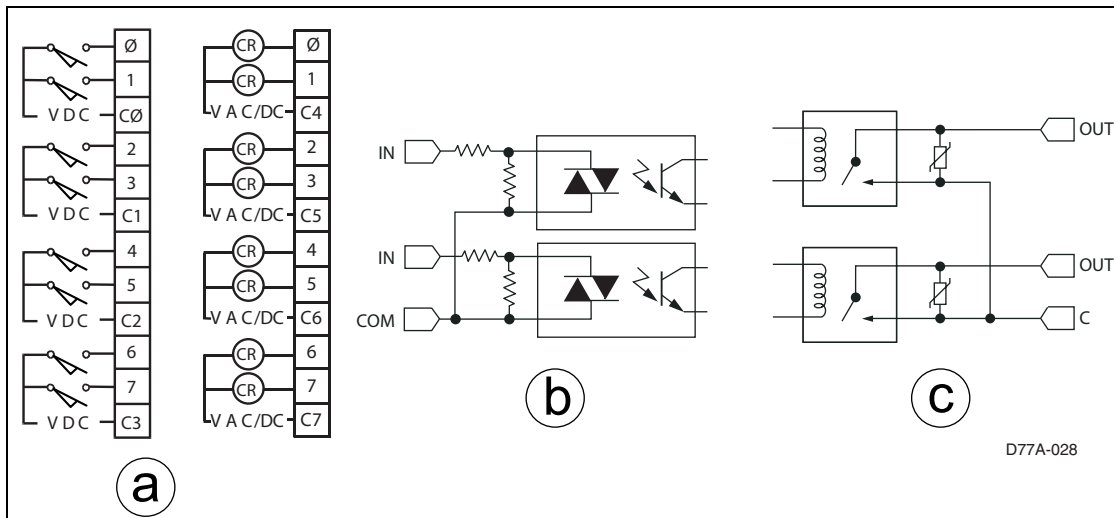 Ø
1
V D C CØ
2
3
V D C C1
4
5
V D C C2
6
7
V D C C3
a
CR Ø
CR 1
V A C/DC C4
CR 2
CR 3
V A C/DC C5
CR 4
CR 5
V A C/DC C6
CR 6
CR 7
V A C/DC C7
IN
IN
COM
b
OUT
OUT
C
c
D77A-028